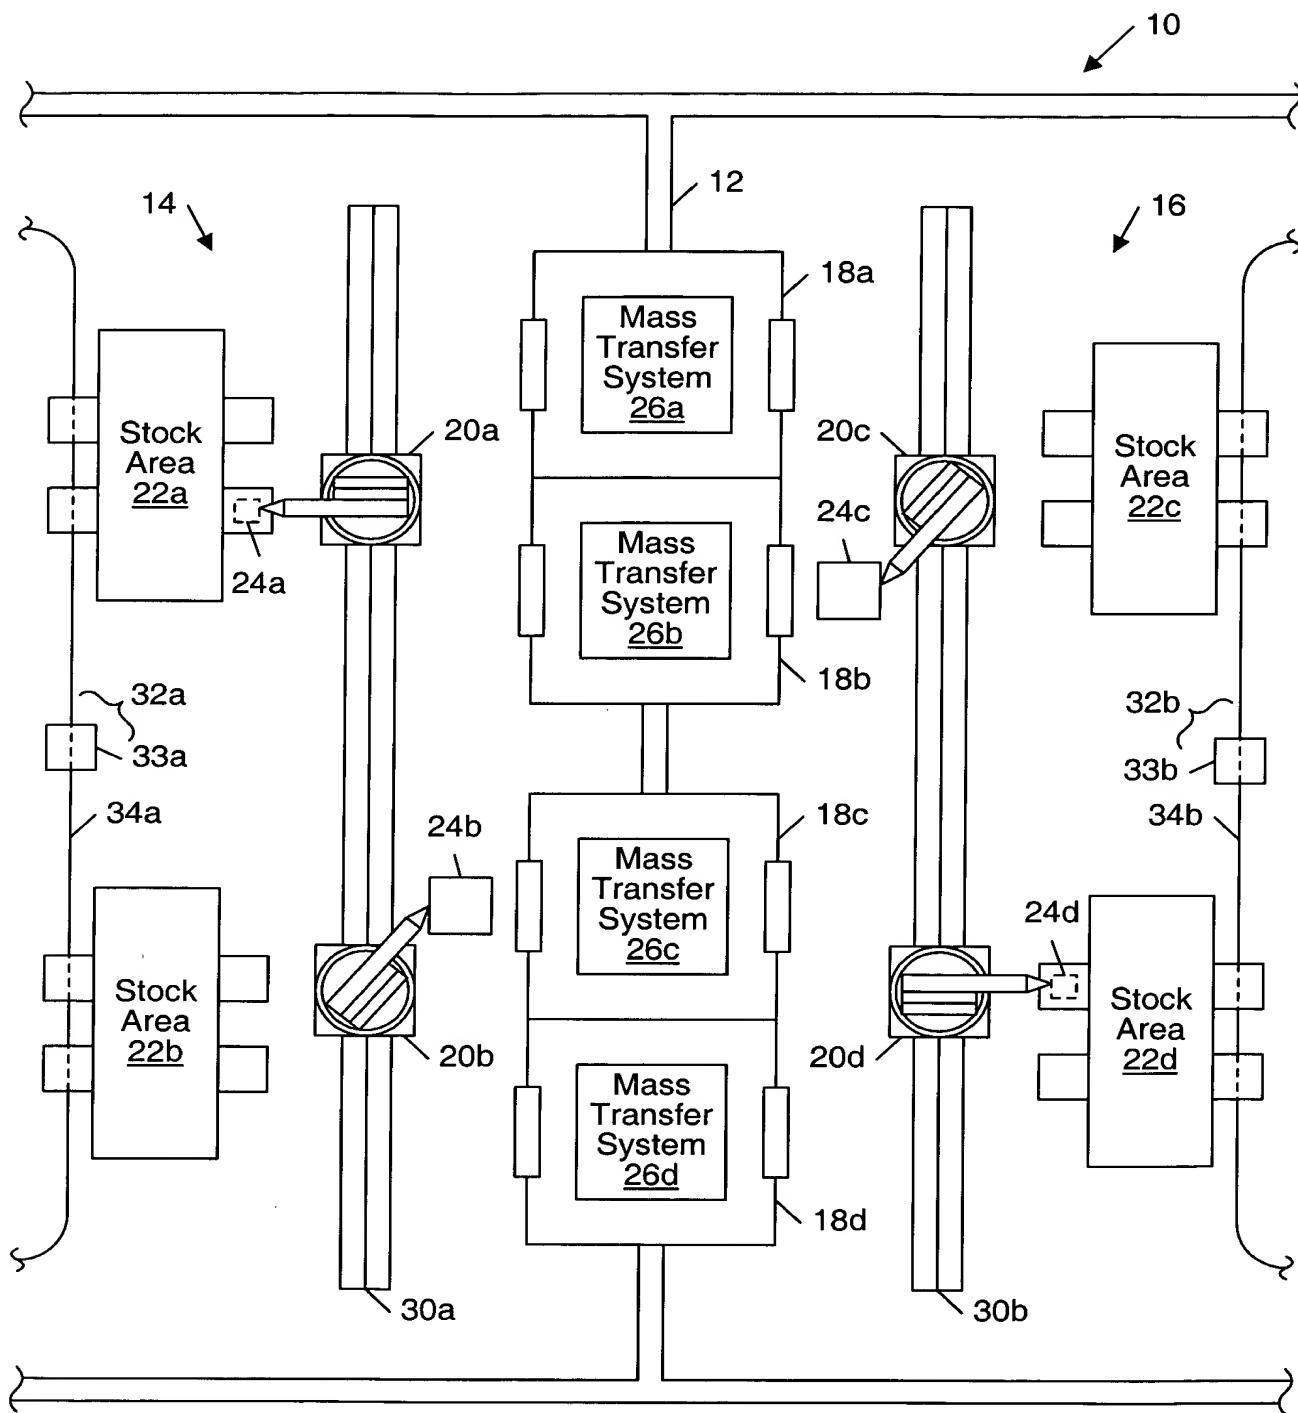 10
12
14
16
18a
Mass
Transfer
System
26a
20a
20c
Stock
Area
22a
Stock
Area
22c
24c
Mass
Transfer
System
26b
24a
18b
32a
32b
33a
33b
34a
24b
18c
34b
Mass
Transfer
System
26c
24d
Stock
Area
22b
Stock
Area
22d
20b
20d
Mass
Transfer
System
26d
18d
30a
30b